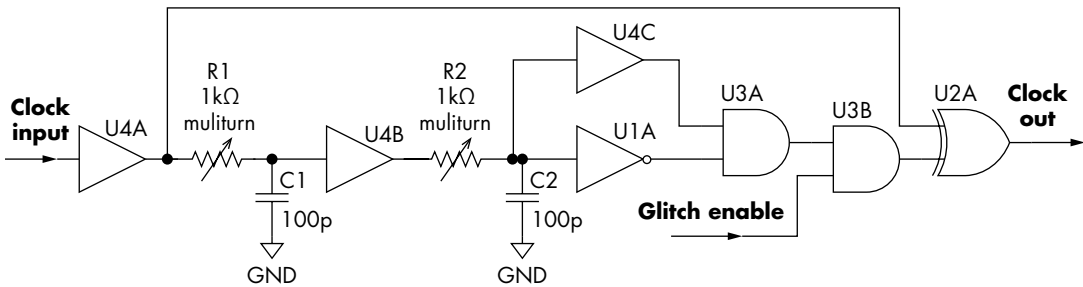 U4C
R1
1kΩ
muliturn
R2
1kΩ
muliturn
Clock
input
U4A
U4B
U1A
U3A
U3B
U2A
Clock
out
C1
100p
C2
100p
Glitch enable
GND
GND